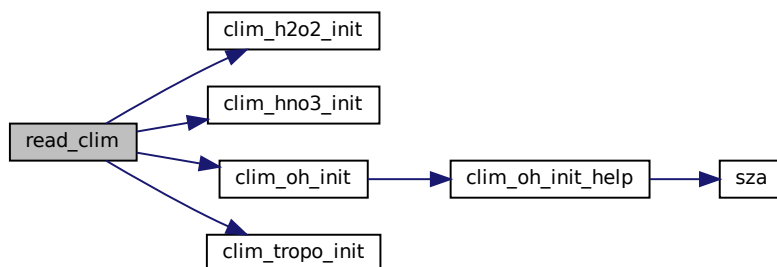 clim_h2o2_init
clim_hno3_init
read_clim
clim_oh_init
clim_oh_init_help
sza
clim_tropo_init